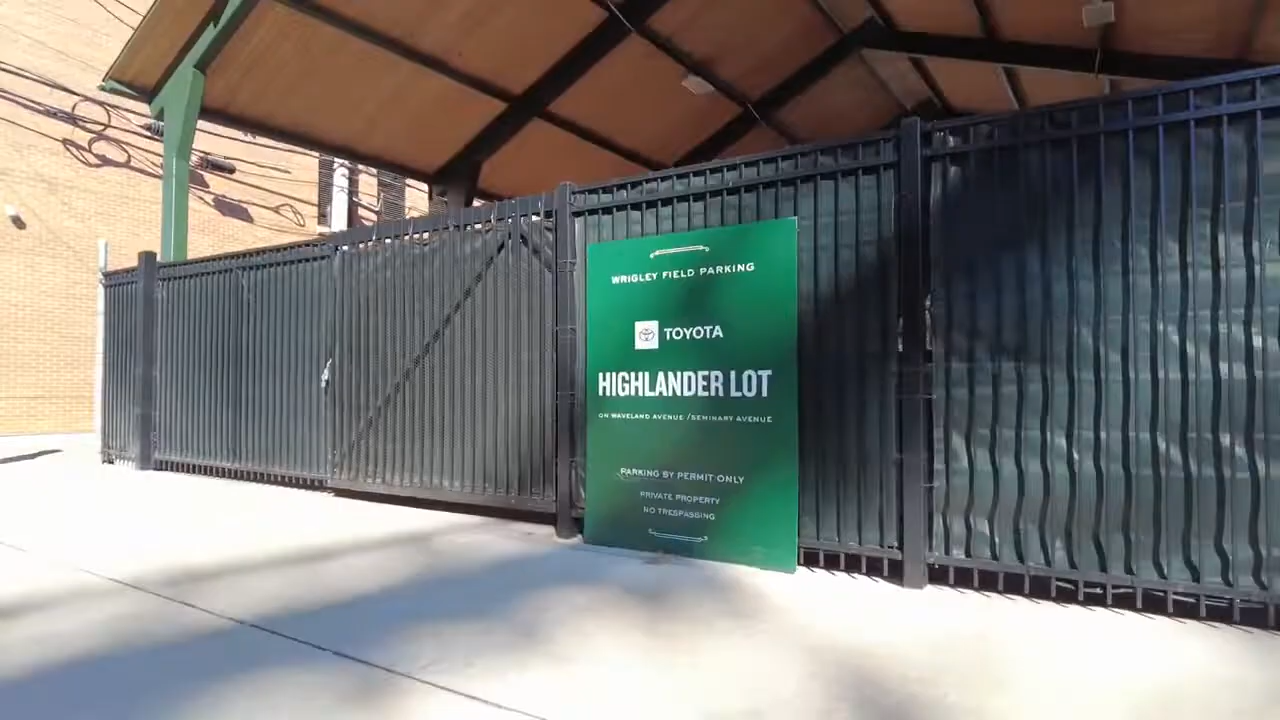 WRIGLEY FIELD PARKING
TOYOTA
HIGHLANDER LOT
ON WAVELAND AVENUE / SEMINARY AVENUE
PARKING BY PERMIT ONLY
PRIVATE PROPERTY
NO TRESPASSING